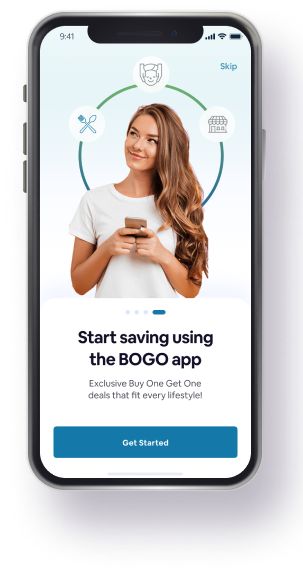 9:41
Skip
Start saving using
the BOGO app
Exclusive Buy One Get One
deals that fit every lifestyle!
Get Started